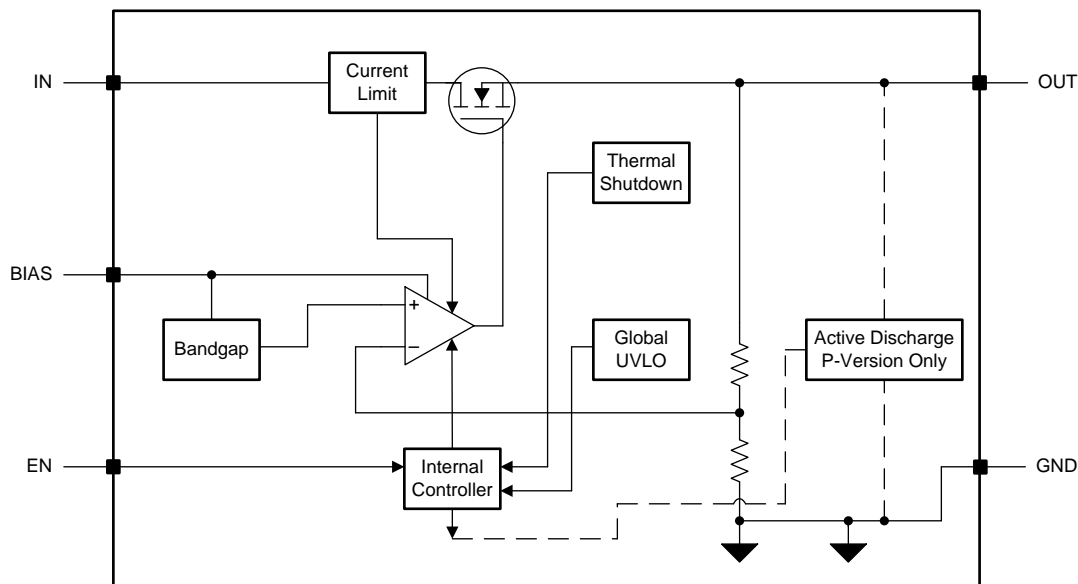 IN
Current
Limit
OUT
Thermal
Shutdown
BIAS
+
−
Bandgap
Global
UVLO
Active Discharge
P-Version Only
EN
Internal
Controller
GND